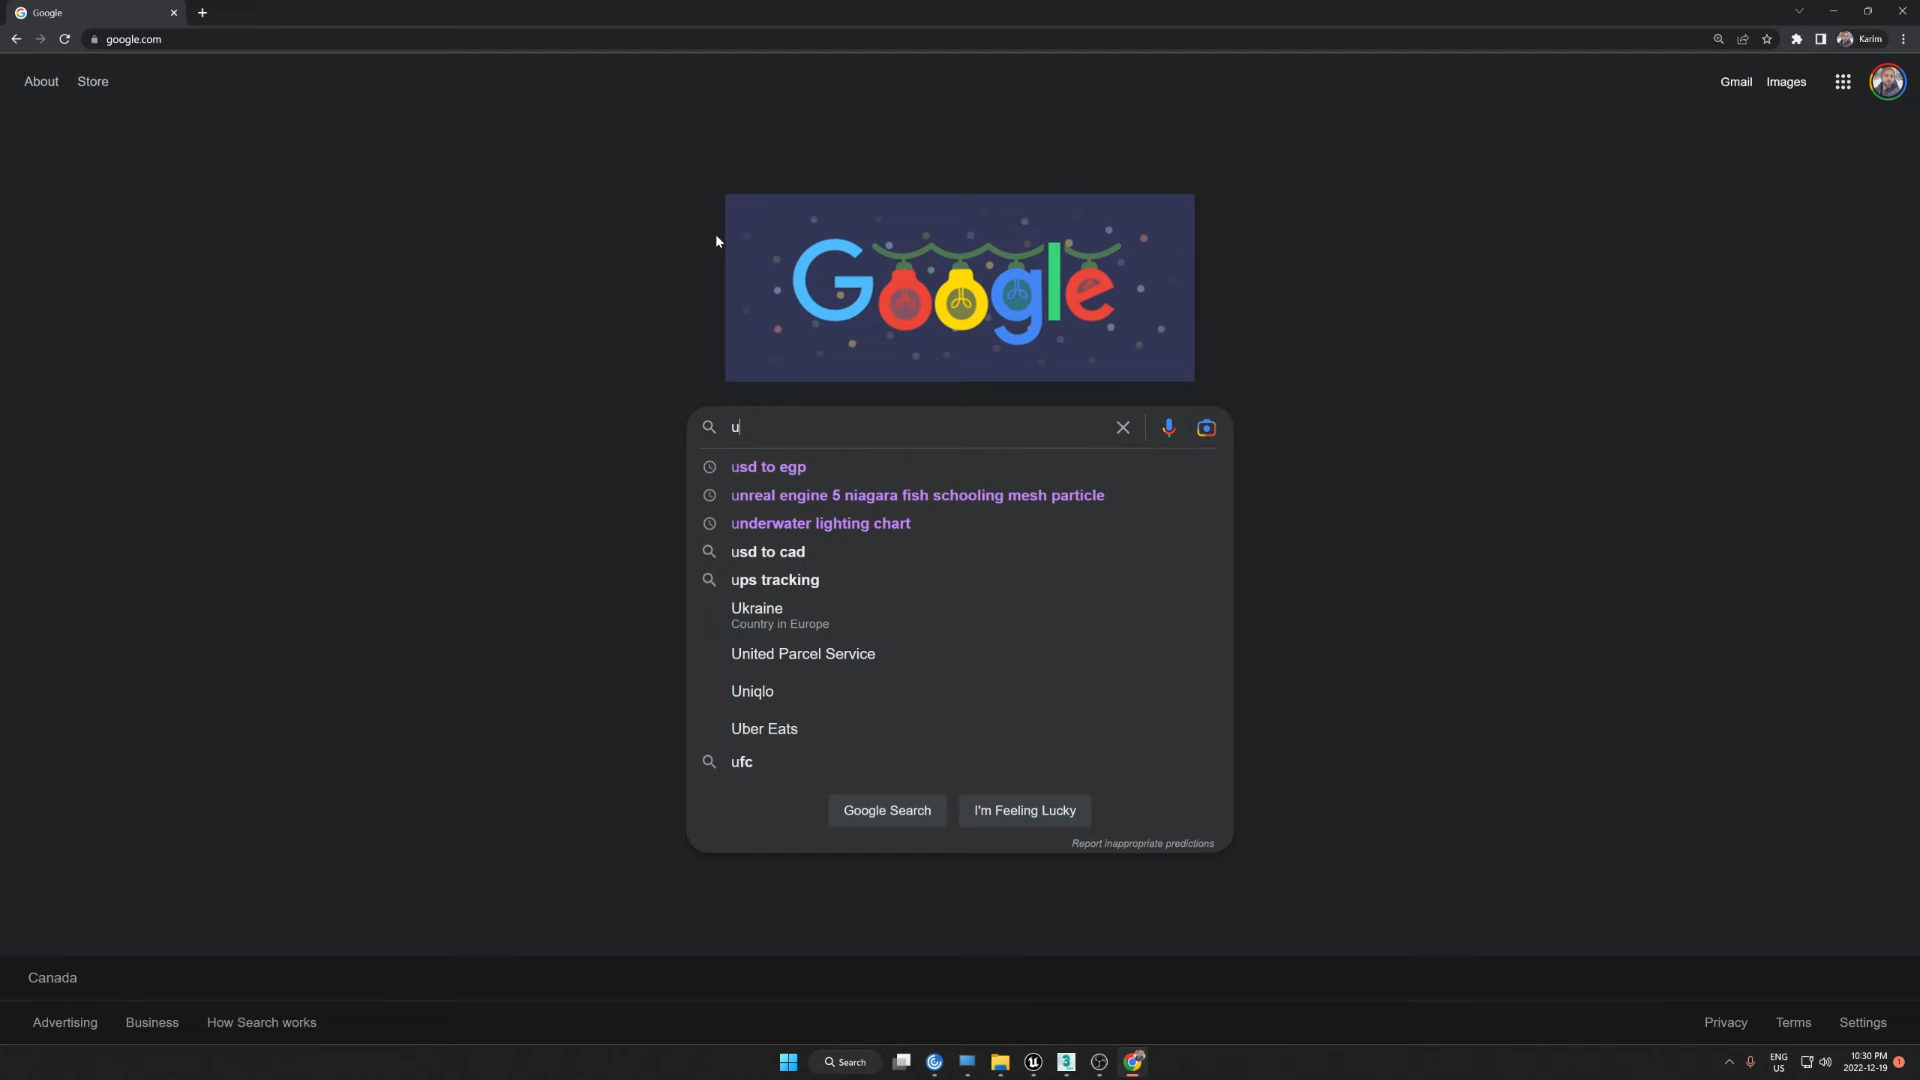 Google
google.com
Karim
About
Store
Gmail
Images
Google
u
usd to egp
unreal engine 5 niagara fish schooling mesh particle
underwater lighting chart
usd to cad
ups tracking
Ukraine
Country in Europe
United Parcel Service
Uniqlo
Uber Eats
ufc
Google Search
I'm Feeling Lucky
Report inappropriate predictions
Canada
Advertising
Business
How Search works
Privacy
Terms
Settings
Search
ENG
US
10:30 PM
2022-12-19
1